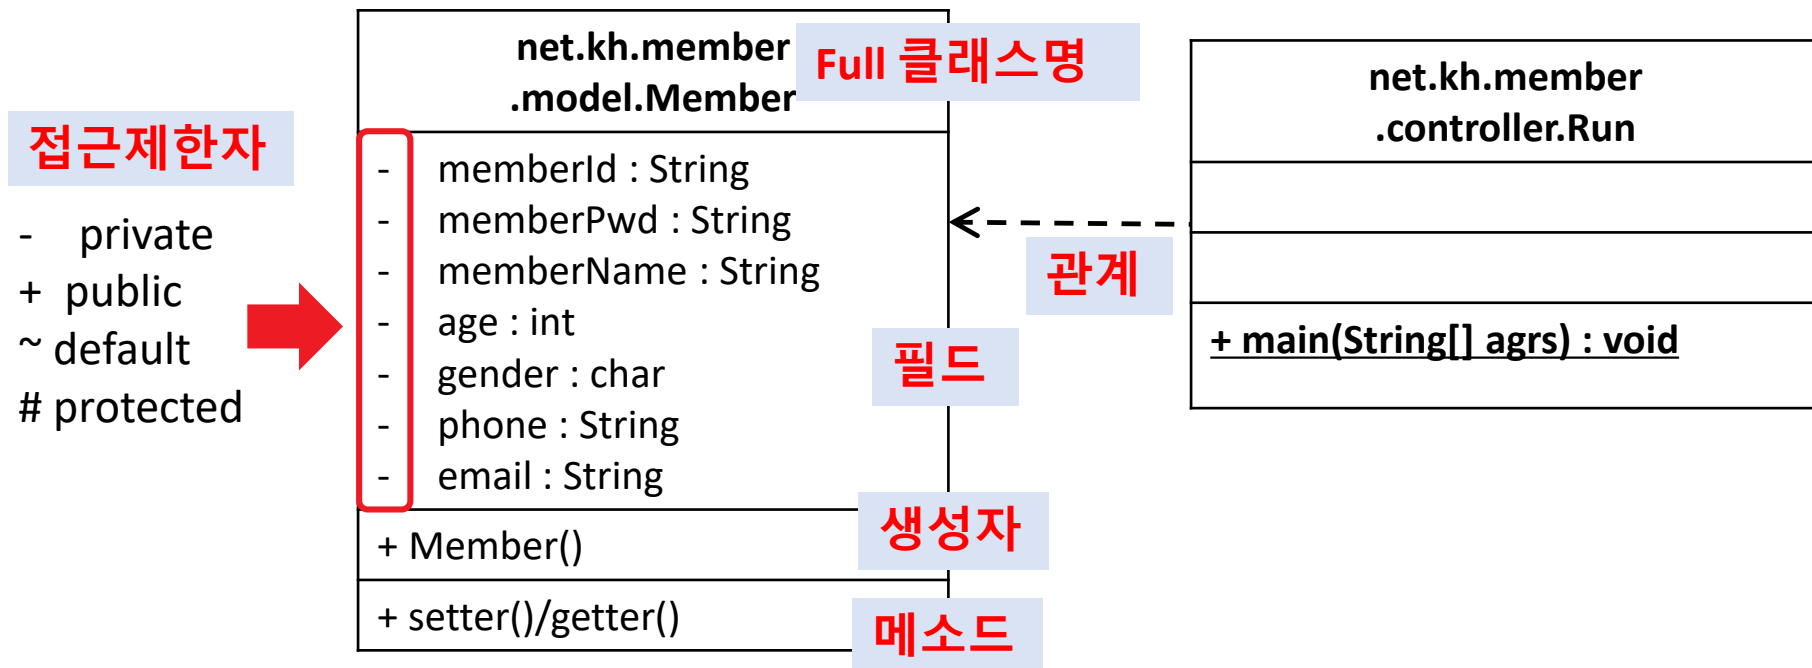 접근제한자
- private
+ public
~ default
# protected
net.kh.member
.model.Member
Full 클래스명
- memberId : String
- memberPwd : String
- memberName : String
- age : int
- gender : char
- phone : String
- email : String
필드
+ Member()
생성자
+ setter()/getter()
메소드
관계
net.kh.member
.controller.Run
+ main(String[] agrs) : void